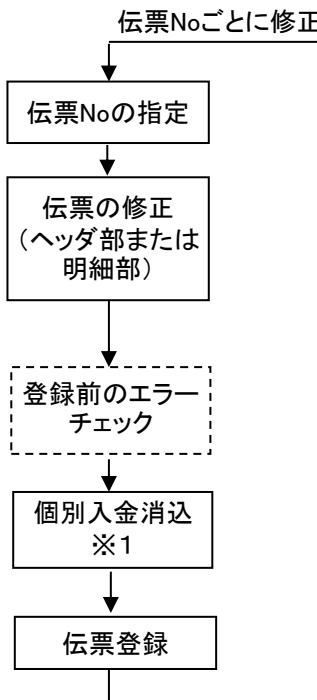 伝票Noごとに修正
伝票Noの指定
伝票の修正
（ヘッダ部または
明細部）
登録前のエラー
チェック
個別入金消込
※１
伝票登録